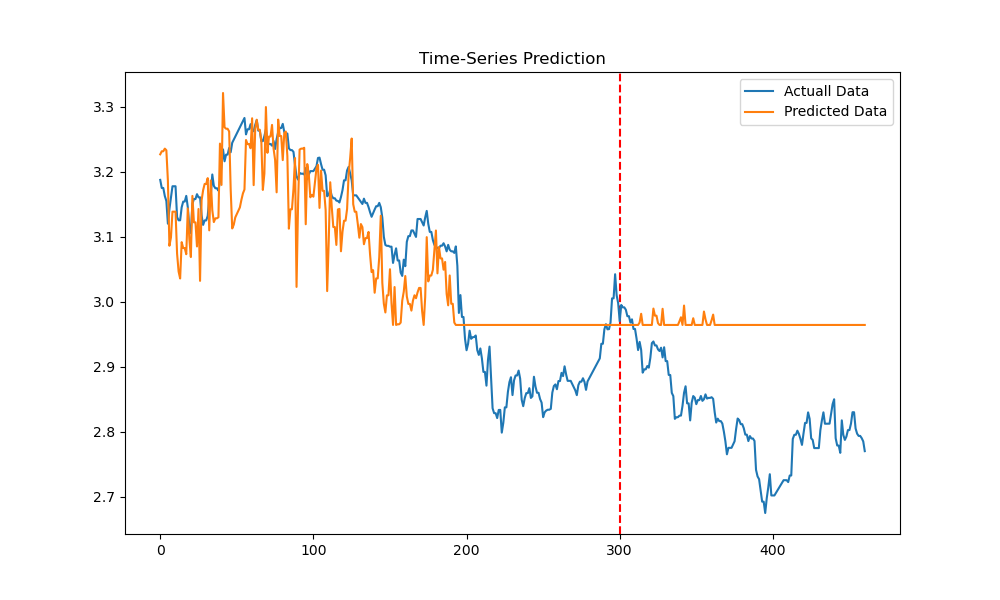 Time-Series Prediction
Actuall Data
Predicted Data
3.3
3.2
3.1
3.0
2.9
2.8
2.7
0 100 200 300 400